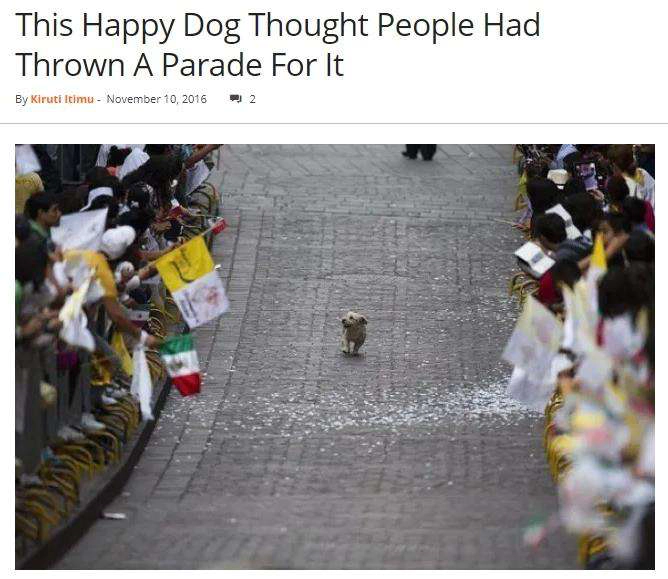 This Happy Dog Thought People Had
Thrown A Parade For It
By Kiruti Itimu - November 10, 2016 2